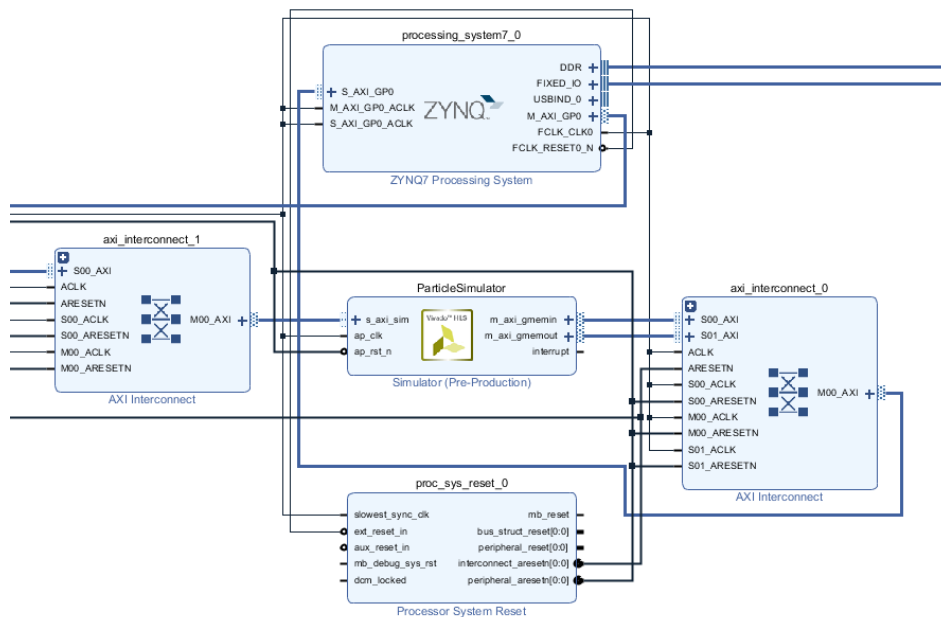 processing_system7_0
S_AXI_GP0
M_AXI_GP0_ACLK
S_AXI_GP0_ACLK
ZYNQ
DDR
FIXED_IO
USBIND_0
M_AXI_GP0
FCLK_CLK0
FCLK_RESET0_N
ZYNQ7 Processing System
axi_interconnect_1
S00_AXI
ACLK
ARESETN
S00_ACLK
S00_ARESETN
M00_ACLK
M00_ARESETN
M00_AXI
AXI Interconnect
ParticleSimulator
s_axi_sim
ap_clk
ap_rst_n
Vivado™ HLS
m_axi_gmemin
m_axi_gmemout
interrupt
Simulator (Pre-Production)
axi_interconnect_0
S00_AXI
S01_AXI
ACLK
ARESETN
S00_ACLK
S00_ARESETN
M00_ACLK
M00_ARESETN
S01_ACLK
S01_ARESETN
M00_AXI
AXI Interconnect
proc_sys_reset_0
slowest_sync_clk
ext_reset_in
aux_reset_in
mb_debug_sys_rst
dcm_locked
mb_reset
bus_struct_reset[0:0]
peripheral_reset[0:0]
interconnect_aresetn[0:0]
peripheral_aresetn[0:0]
Processor System Reset